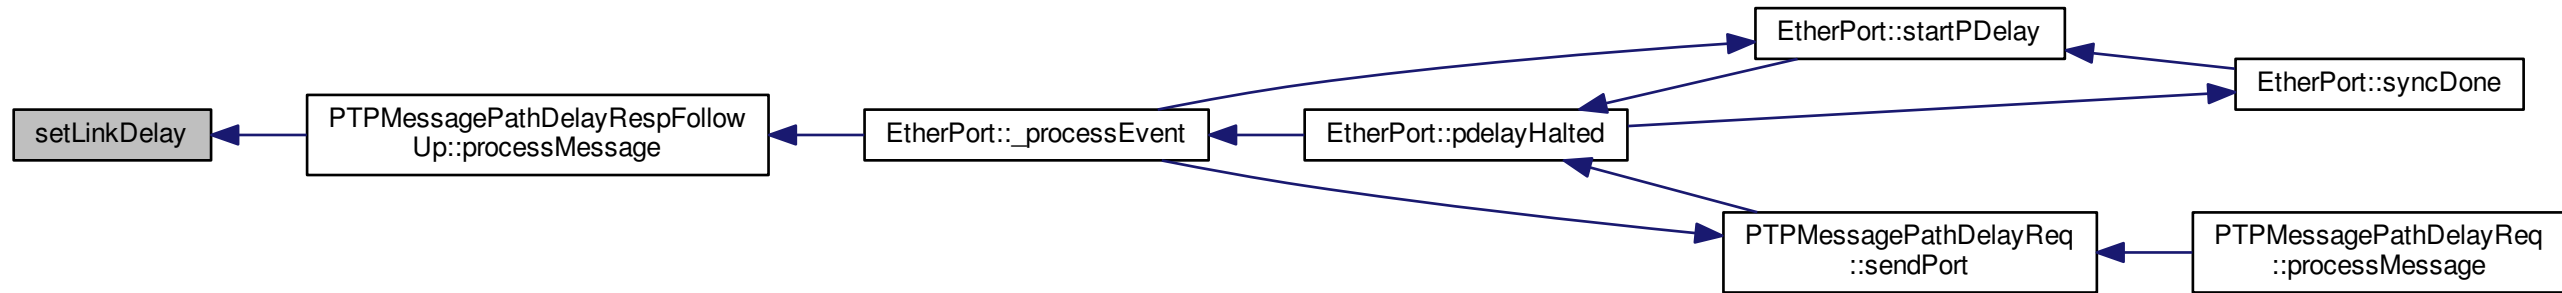 setLinkDelay
PTPMessagePathDelayRespFollow
Up::processMessage
EtherPort::_processEvent
EtherPort::pdelayHalted
EtherPort::startPDelay
EtherPort::syncDone
PTPMessagePathDelayReq
::sendPort
PTPMessagePathDelayReq
::processMessage